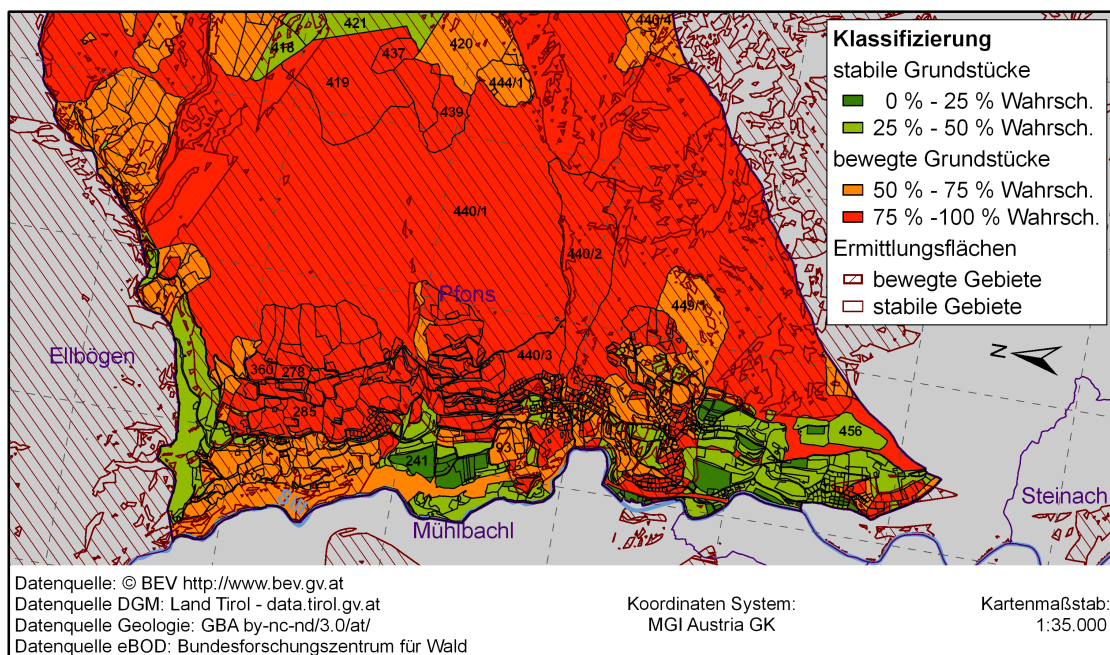 421
440/4
418
437
420
419
444/1
439
440/1
440/2
Pfons
449/1
Ellbögen
440/3
360
278
285
456
241
Sill
Mühlbachl
Steinach
N
Klassifizierung
stabile Grundstücke
0 % - 25 % Wahrsch.
25 % - 50 % Wahrsch.
bewegte Grundstücke
50 % - 75 % Wahrsch.
75 % -100 % Wahrsch.
Ermittlungsflächen
bewegte Gebiete
stabile Gebiete
Datenquelle: © BEV http://www.bev.gv.at
Datenquelle DGM: Land Tirol - data.tirol.gv.at
Datenquelle Geologie: GBA by-nc-nd/3.0/at/
Datenquelle eBOD: Bundesforschungszentrum für Wald
Koordinaten System:
MGI Austria GK
Kartenmaßstab:
1:35.000